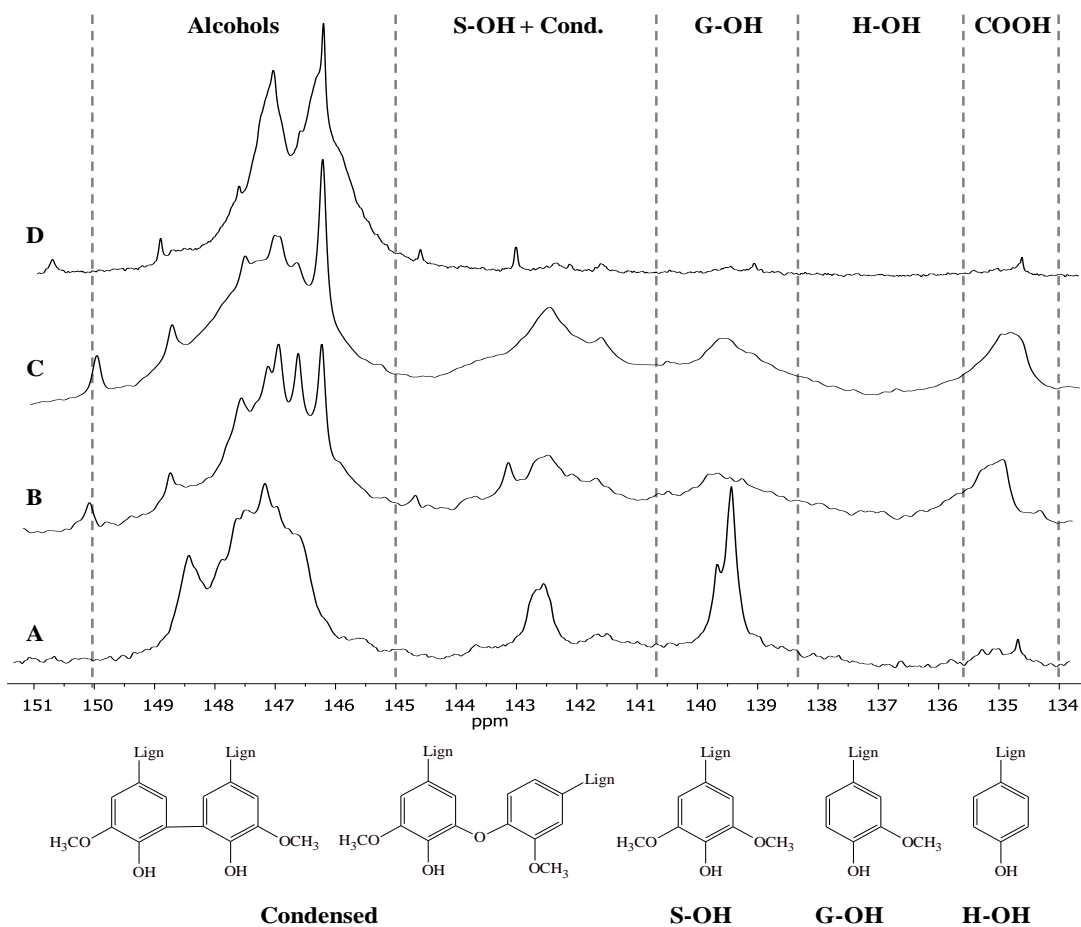 Alcohols S-OH + Cond. G-OH H-OH COOH
D
C
B
A
151 150 149 148 147 146 145 144 143 142 141 140 139 138 137 136 135 134
ppm
Lign Lign Lign Lign Lign Lign Lign
H3CO OCH3 H3CO O OCH3 H3CO OCH3 OCH3
OH OH OH OH OH OH
Condensed S-OH G-OH H-OH